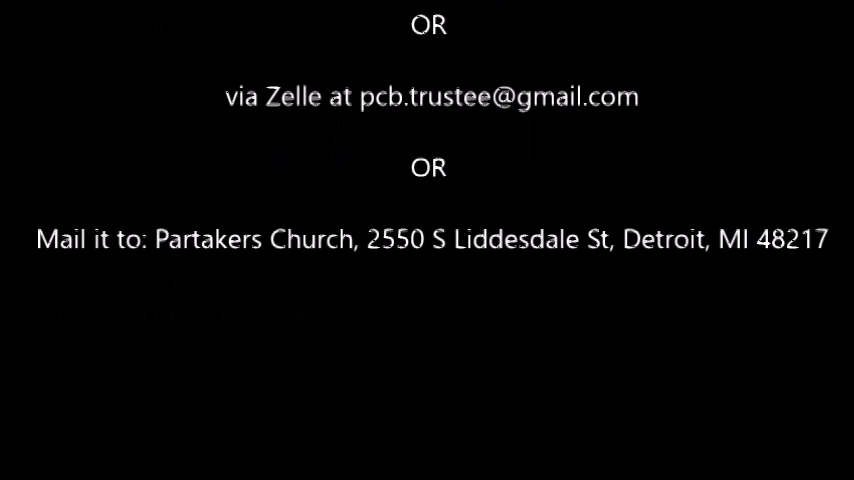 OR
via Zelle at pcb.trustee@gmail.com
OR
Mail it to: Partakers Church, 2550 S Liddesdale St, Detroit, MI 48217